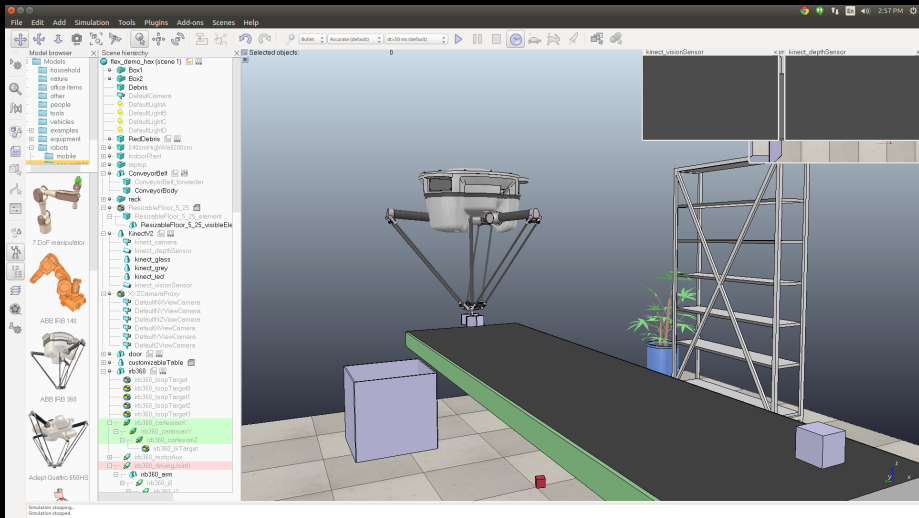 En
2:57 PM
File Edit Add Simulation Tools Plugins Add-ons Scenes Help
Bullet
Accurate (default)
dt=50 ms (default)
Model browser
Scene hierarchy
Selected objects: 0
kinect_visionSensor
kinect_depthSensor
Models
household
nature
office items
other
people
tools
vehicles
examples
equipment
robots
mobile
7 DoF manipulator
ABB IRB 140
ABB IRB 360
Adept Quattro 650HS
flex_demo_hax (scene 1)
Box1
Box2
Debris
DefaultCamera
DefaultLightA
DefaultLightB
DefaultLightC
DefaultLightD
RedDebris
240cmHighWall200cm
indoorPlant
laptop
ConveyorBelt
ConveyorBelt_forwarder
ConveyorBody
rack
ResizableFloor_5_25
ResizableFloor_5_25_element
ResizableFloor_5_25_visibleEle
KinectV2
kinect_camera
kinect_depthSensor
kinect_glass
kinect_grey
kinect_led
kinect_visionSensor
XYZCameraProxy
DefaultNXViewCamera
DefaultNYViewCamera
DefaultNZViewCamera
DefaultXViewCamera
DefaultYViewCamera
DefaultZViewCamera
door
customizableTable
irb360
irb360_loopTarget
irb360_loopTarget0
irb360_loopTarget1
irb360_loopTarget2
irb360_loopTarget3
irb360_cartesianX
irb360_cartesianY
irb360_cartesianZ
irb360_ikTarget
irb360_motorAux
irb360_drivingJoint1
irb360_arm
irb360_j0
z
y
x
Simulation stopping...
Simulation stopped.